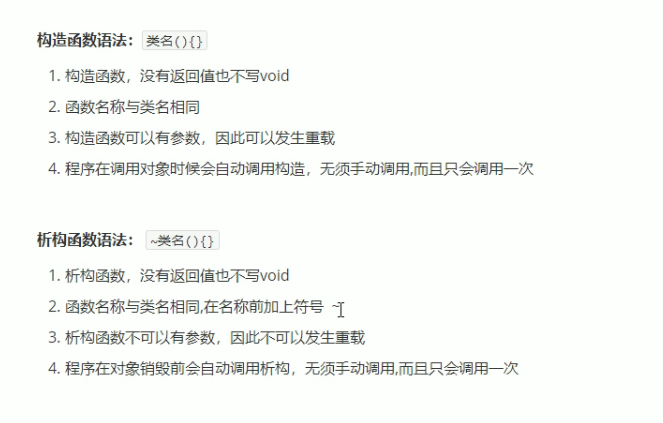 构造函数语法：类名(){}
1. 构造函数，没有返回值也不写void
2. 函数名称与类名相同
3. 构造函数可以有参数，因此可以发生重载
4. 程序在调用对象时候会自动调用构造，无须手动调用,而且只会调用一次
析构函数语法：~类名(){}
1. 析构函数，没有返回值也不写void
2. 函数名称与类名相同,在名称前加上符号 ~
3. 析构函数不可以有参数，因此不可以发生重载
4. 程序在对象销毁前会自动调用析构，无须手动调用,而且只会调用一次